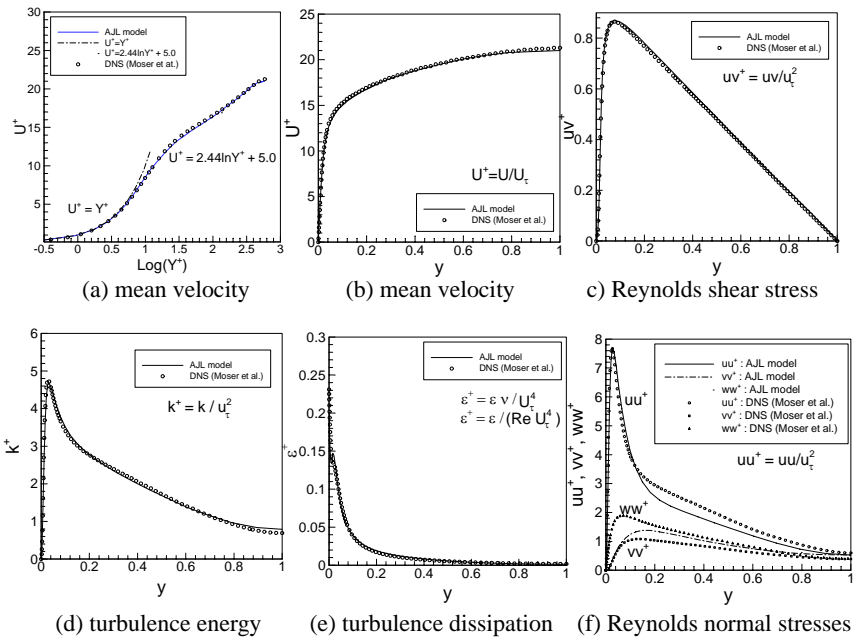 30
25
20
15
10
5
U+
-0.5 0 0.5 1 1.5 2 2.5 3
Log(Y+)
AJL model
U+=Y+
U+=2.44lnY+ + 5.0
DNS (Moser et at.)
U+ = 2.44lnY+ + 5.0
U+ = Y+
(a) mean velocity
25
20
15
10
5
0
U+
0 0.2 0.4 0.6 0.8 1
y
U+=U/Uτ
AJL model
DNS (Moser et al.)
(b) mean velocity
0.8
0.6
0.4
0.2
0
uv+
0 0.2 0.4 0.6 0.8 1
y
AJL model
DNS (Moser et al.)
uv+ = uv/uτ2
c) Reynolds shear stress
6
5
4
3
2
1
0
k+
0 0.2 0.4 0.6 0.8 1
y
AJL model
DNS (Moser et al.)
k+ = k / uτ2
(d) turbulence energy
0.3
0.25
0.2
0.15
0.1
0.05
0
ε+
0 0.2 0.4 0.6 0.8 1
y
AJL model
DNS (Moser et al.)
ε+ = ε ν / Uτ4
ε+ = ε / (Re Uτ4)
(e) turbulence dissipation
8
7
6
5
4
3
2
1
0
uu+, vv+, ww+
0 0.2 0.4 0.6 0.8 1
y
uu+ : AJL model
vv+ : AJL model
ww+ : AJL model
uu+ : DNS (Moser et al.)
vv+ : DNS (Moser et al.)
ww+ : DNS (Moser et al.)
uu+
uu+ = uu/uτ2
ww+
vv+
(f) Reynolds normal stresses